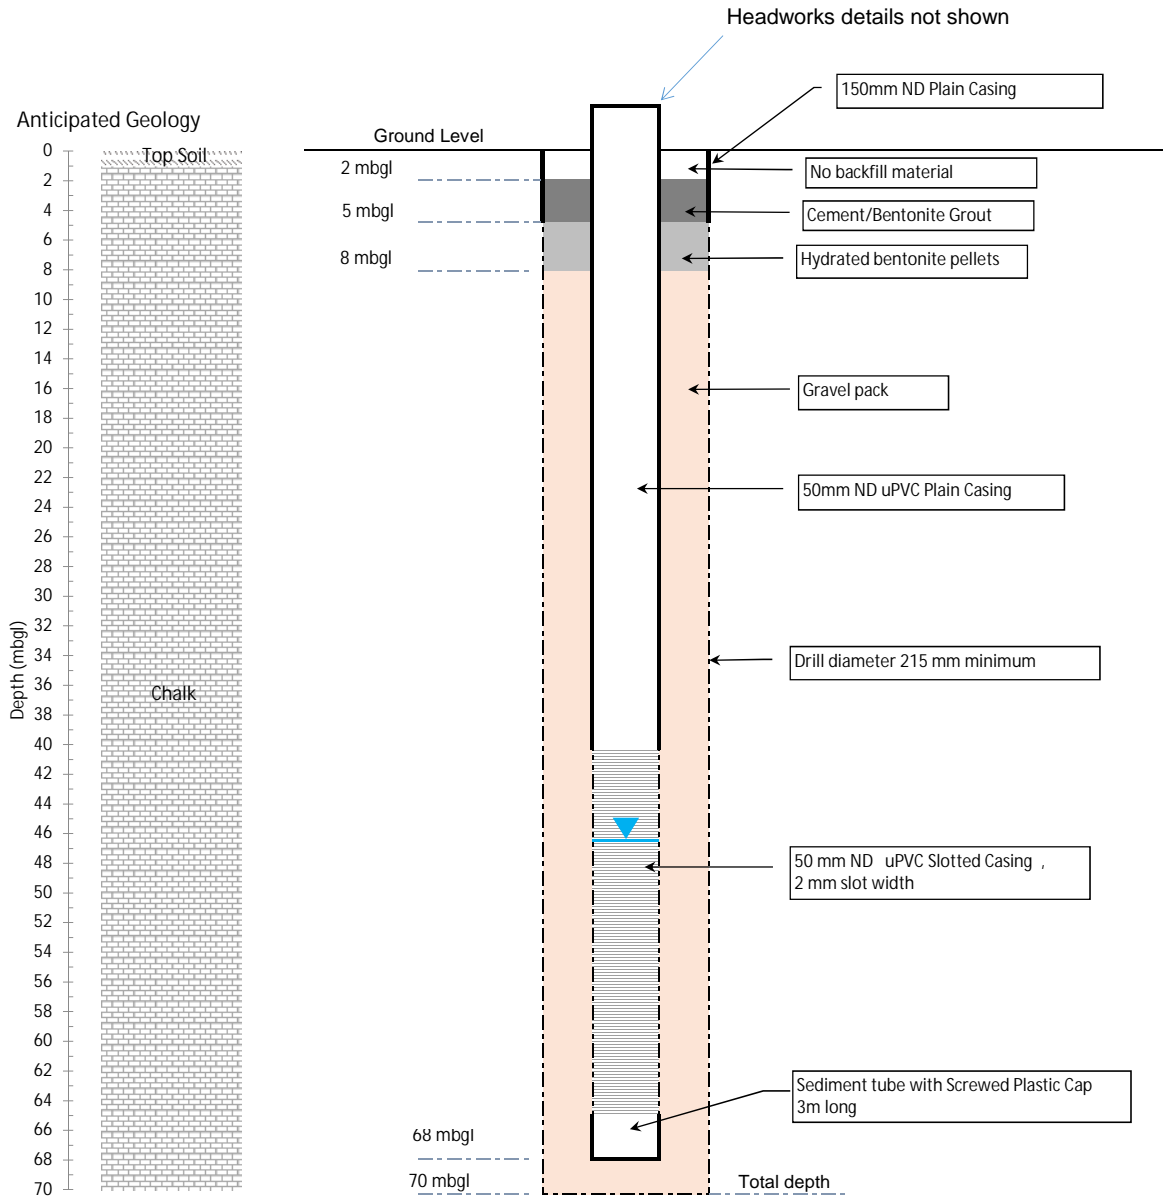 Headworks details not shown
150mm ND Plain Casing
Anticipated Geology
Ground Level
0
Top Soil
2 mbgl
No backfill material
2
5 mbgl
Cement/Bentonite Grout
4
6
8 mbgl
Hydrated bentonite pellets
8
10
12
14
16
Gravel pack
18
20
22
50mm ND uPVC Plain Casing
24
26
28
30
32
34
Drill diameter 215 mm minimum
Depth (mbgl)
36
Chalk
38
40
42
44
46
48
50 mm ND uPVC Slotted Casing ,
2 mm slot width
50
52
54
56
58
60
62
Sediment tube with Screwed Plastic Cap
3m long
64
66
68 mbgl
68
70 mbgl
Total depth
70